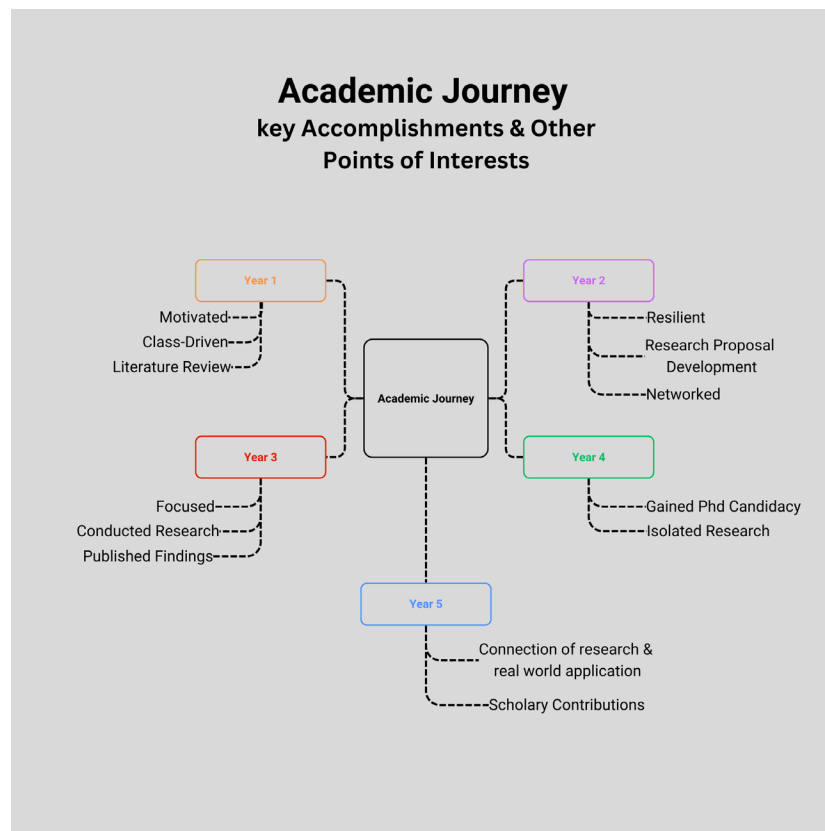 Academic Journey
key Accomplishments & Other
Points of Interests
Year 1
Motivated
Class-Driven
Literature Review
Year 2
Resilient
Research Proposal
Development
Networked
Academic Journey
Year 3
Focused
Conducted Research
Published Findings
Year 4
Gained Phd Candidacy
Isolated Research
Year 5
Connection of research &
real world application
Scholary Contributions